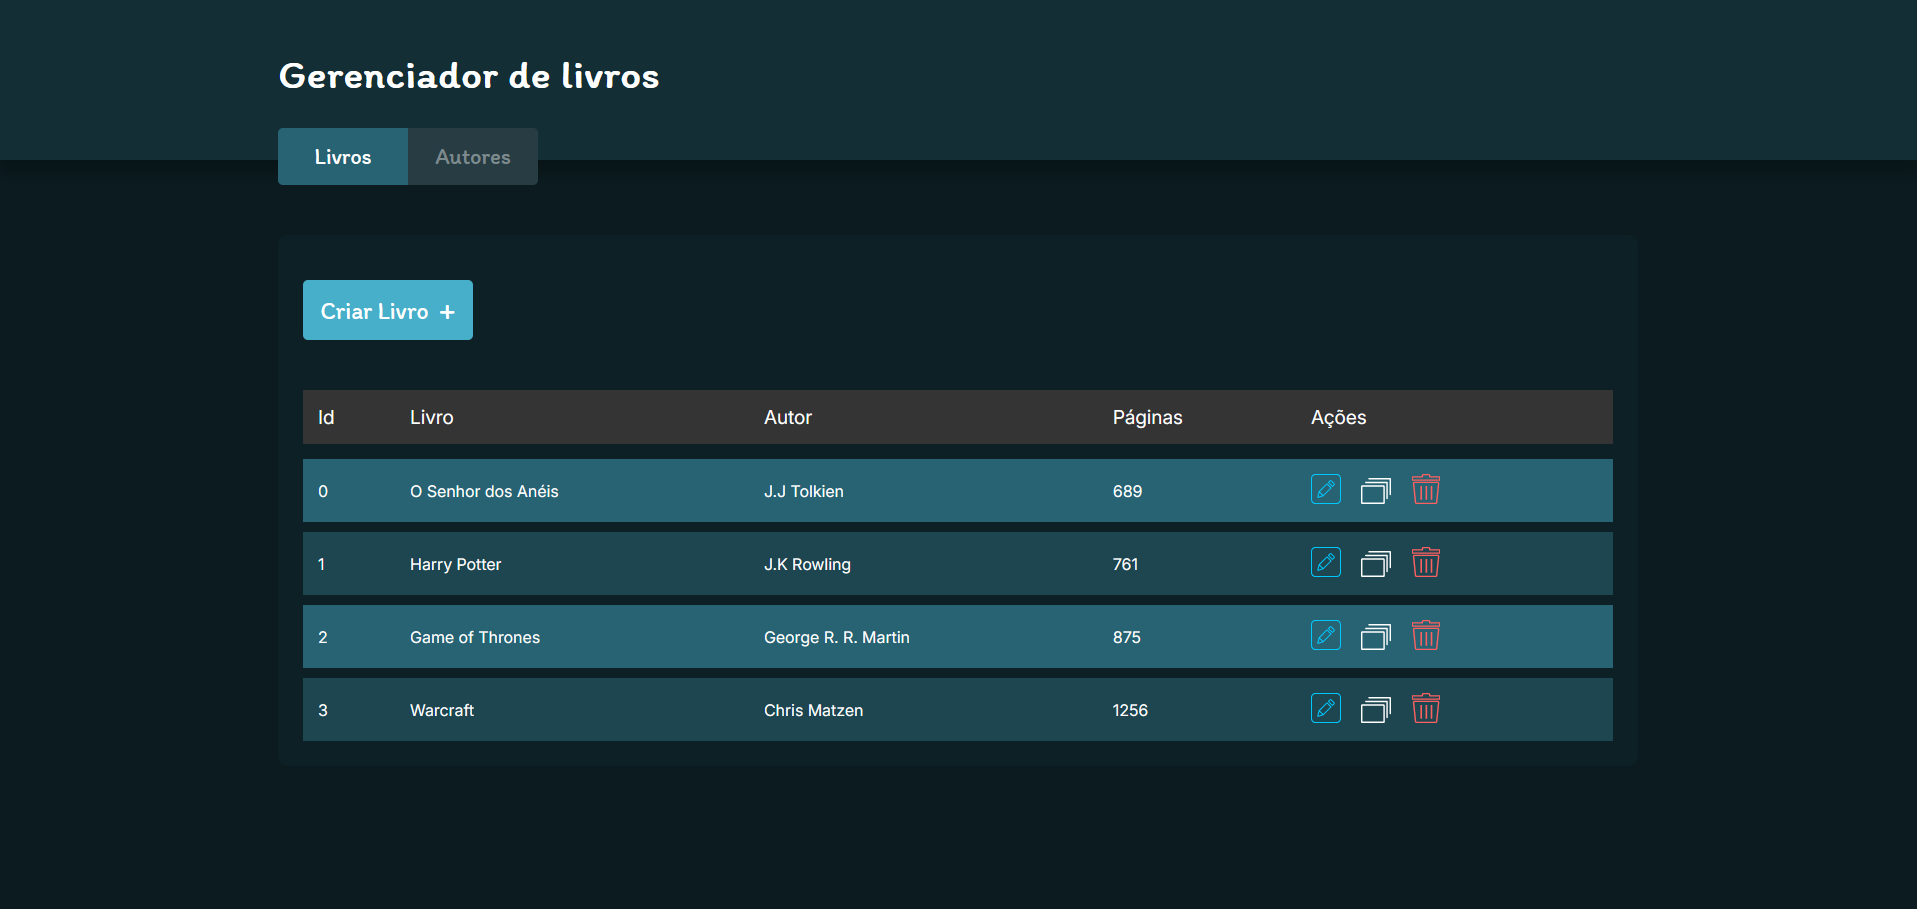 Gerenciador de livros
Livros Autores
Criar Livro +
Id Livro Autor Páginas Ações
0 O Senhor dos Anéis J.J Tolkien 689
1 Harry Potter J.K Rowling 761
2 Game of Thrones George R. R. Martin 875
3 Warcraft Chris Matzen 1256